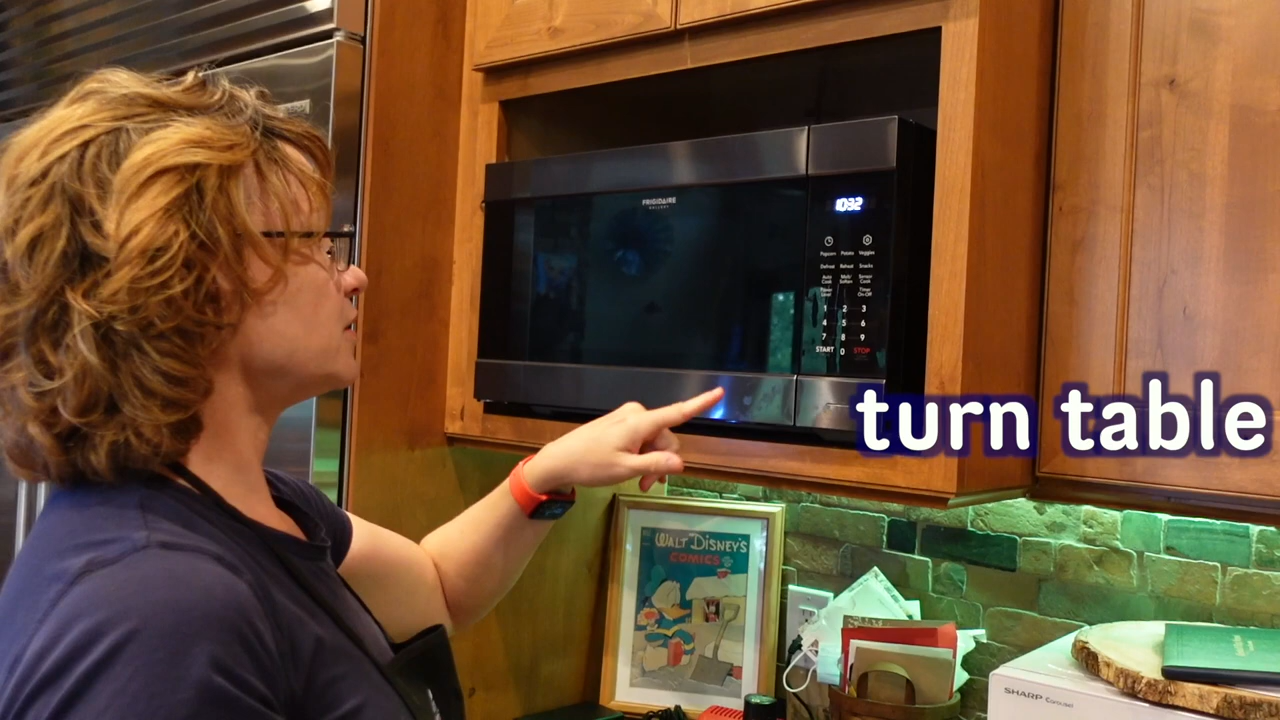 FRIGIDAIRE
GALLERY
10:32
Popcorn Potato Veggies
Defrost Reheat Snacks
Auto Cook Melt/Soften Sensor Cook
Power Level Timer On-Off
1 2 3
4 5 6
7 8 9
START 0 STOP
turn table
WALT DISNEY'S
COMICS
SHARP Carousel